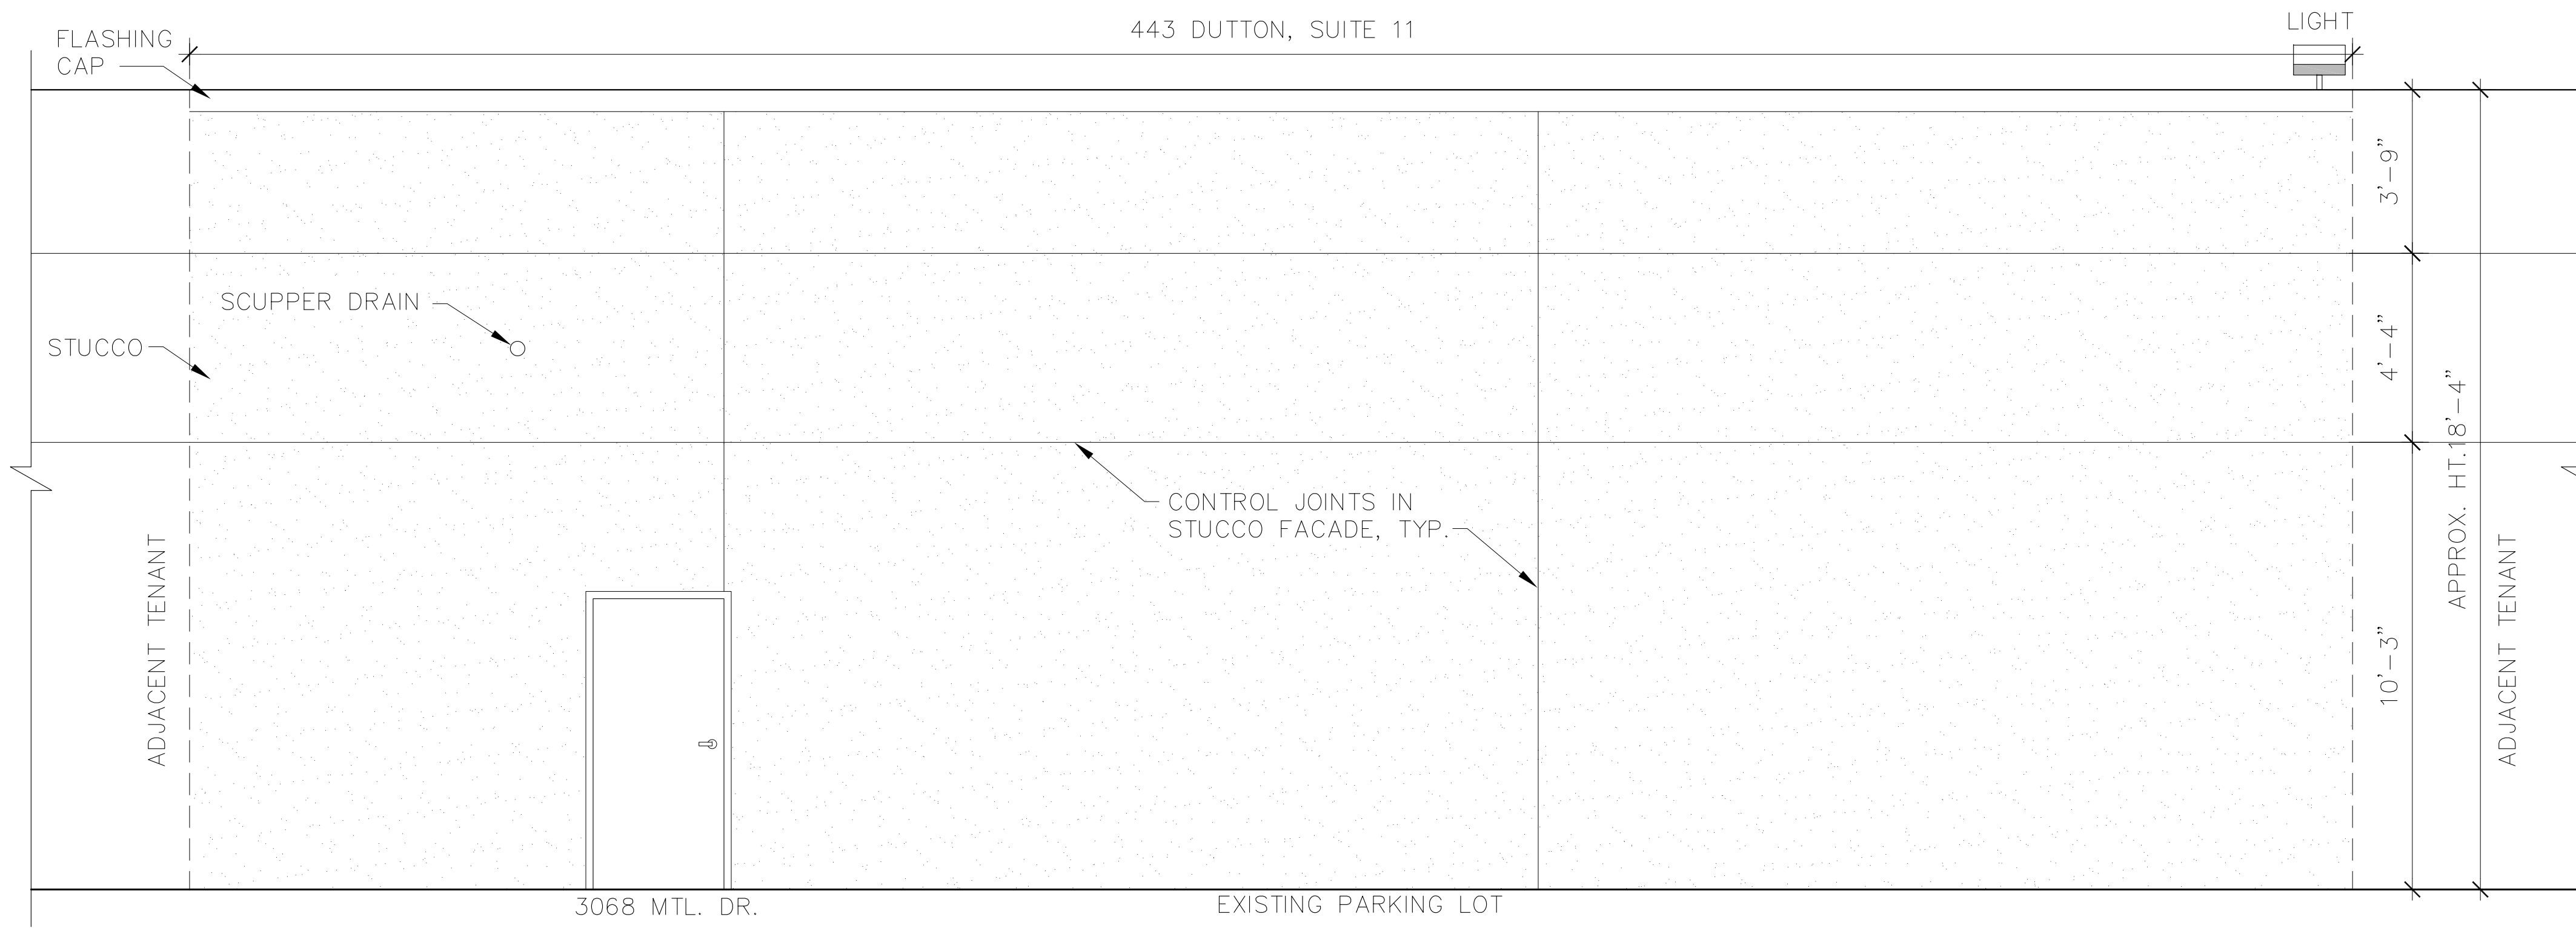 443 DUTTON, SUITE 11
LIGHT
FLASHING
CAP
3'-9"
SCUPPER DRAIN
STUCCO
4'-4"
APPROX. HT. 18'-4"
CONTROL JOINTS IN
STUCCO FACADE, TYP.
ADJACENT TENANT
10'-3"
ADJACENT TENANT
3068 MTL. DR.
EXISTING PARKING LOT